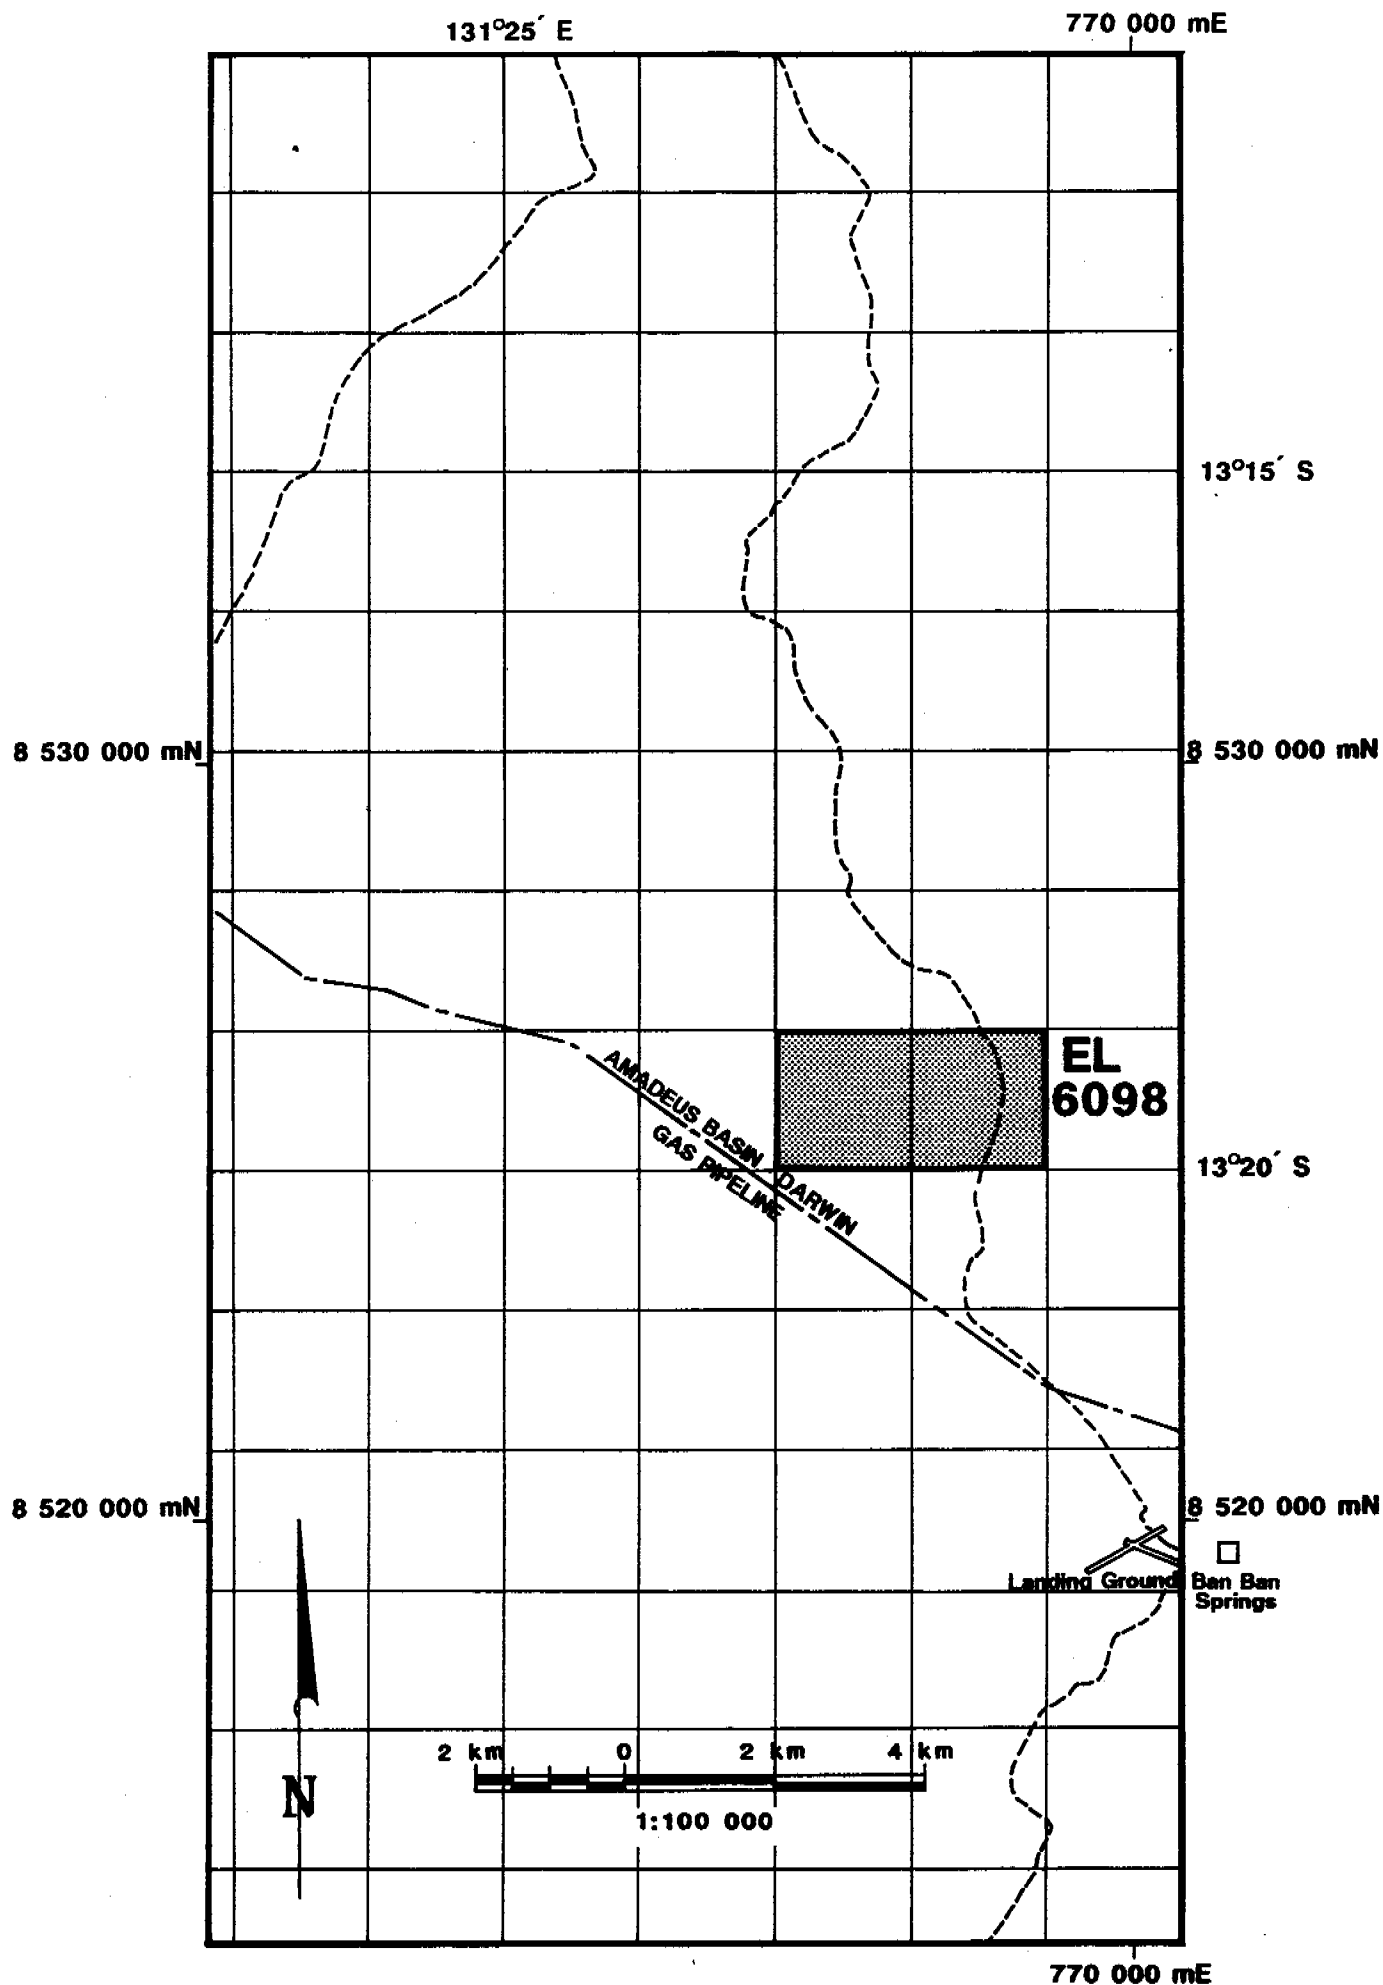 131°25´ E
770 000 mE
13°15´ S
8 530 000 mN
8 530 000 mN
EL
6098
AMADEUS BASIN DARWIN
GAS PIPELINE
13°20´ S
8 520 000 mN
8 520 000 mN
Landing Ground
Ban Ban
Springs
2 km 0 2 km 4 km
1:100 000
N
770 000 mE